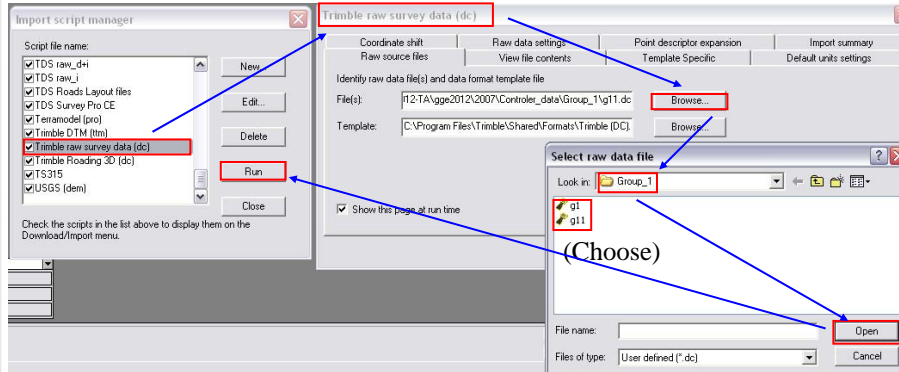 Import script manager
Script file name:
TDS raw_d+i
TDS raw_i
TDS Roads Layout files
TDS Survey Pro CE
Terramodel (pro)
Trimble DTM (ttm)
Trimble raw survey data (dc)
Trimble Roading 3D (dc)
TS315
USGS (dem)
New...
Edit...
Delete
Run
Close
Check the scripts in the list above to display them on the
Download/Import menu.
Trimble raw survey data (dc)
Coordinate shift
Raw data settings
Point descriptor expansion
Import summary
Raw source files
View file contents
Template Specific
Default units settings
Identify raw data file(s) and data format template file
File(s):
r12-TA\gge2012\2007\Controler_data\Group_1\g11.dc
Browse...
Template:
C:\Program Files\Trimble\Shared\Formats\Trimble (DC).
Browse...
Show this page at run time
Select raw data file
?
Look in:
Group_1
g1
g11
(Choose)
File name:
Open
Files of type:
User defined (*.dc)
Cancel